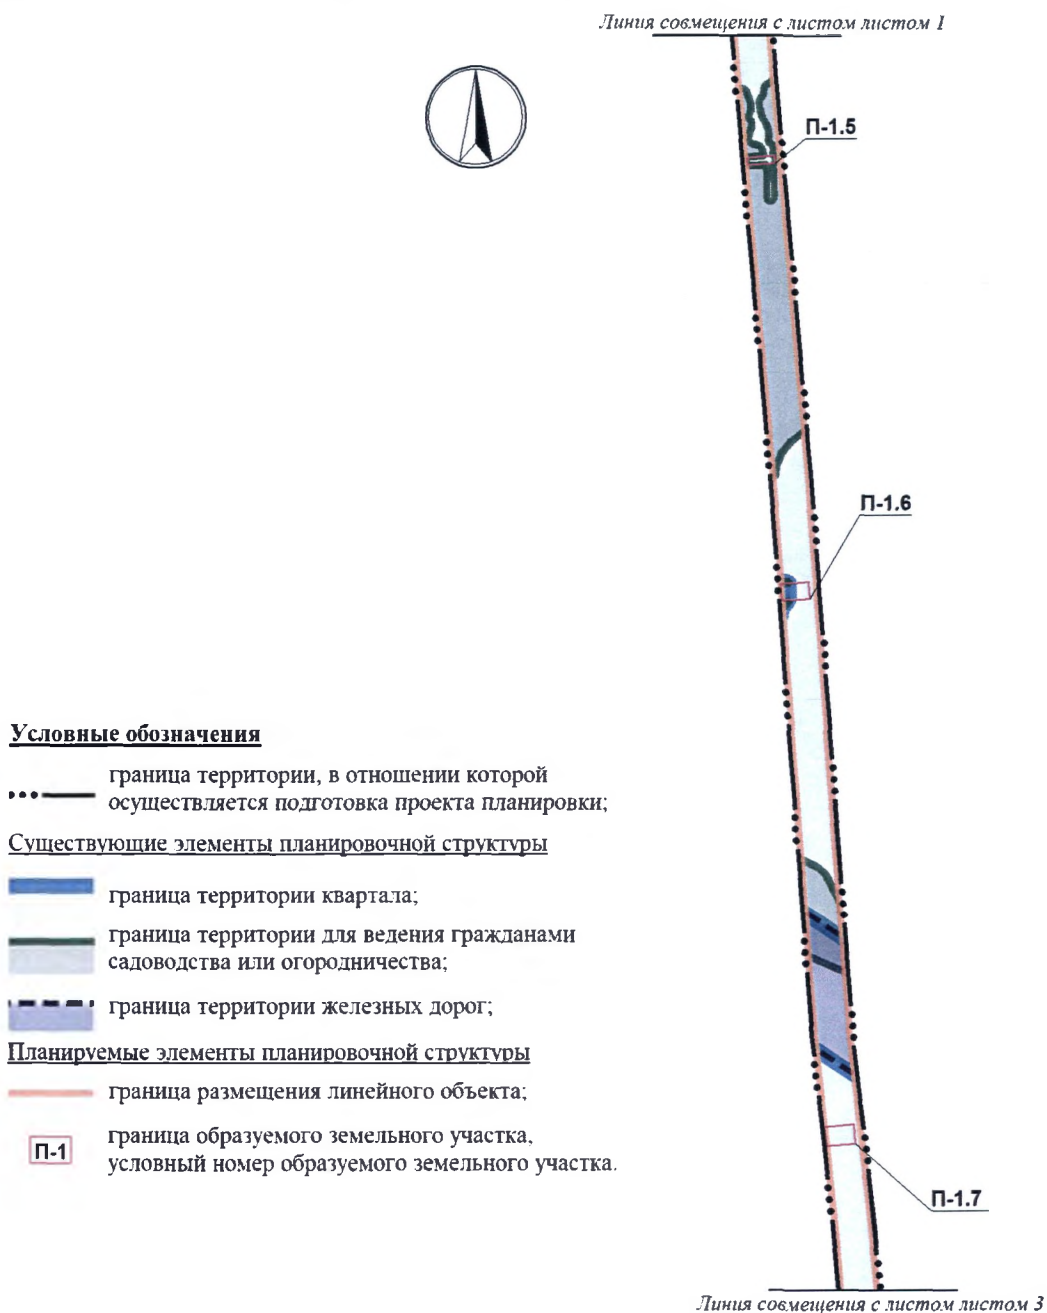 Линия совмещения с листом листом 1
П-1.5
П-1.6
Условные обозначения
граница территории, в отношении которой
осуществляется подготовка проекта планировки;
Существующие элементы планировочной структуры
граница территории квартала;
граница территории для ведения гражданами
садоводства или огородничества;
граница территории железных дорог;
Планируемые элементы планировочной структуры
граница размещения линейного объекта;
П-1
граница образуемого земельного участка,
условный номер образуемого земельного участка.
П-1.7
Линия совмещения с листом листом 3